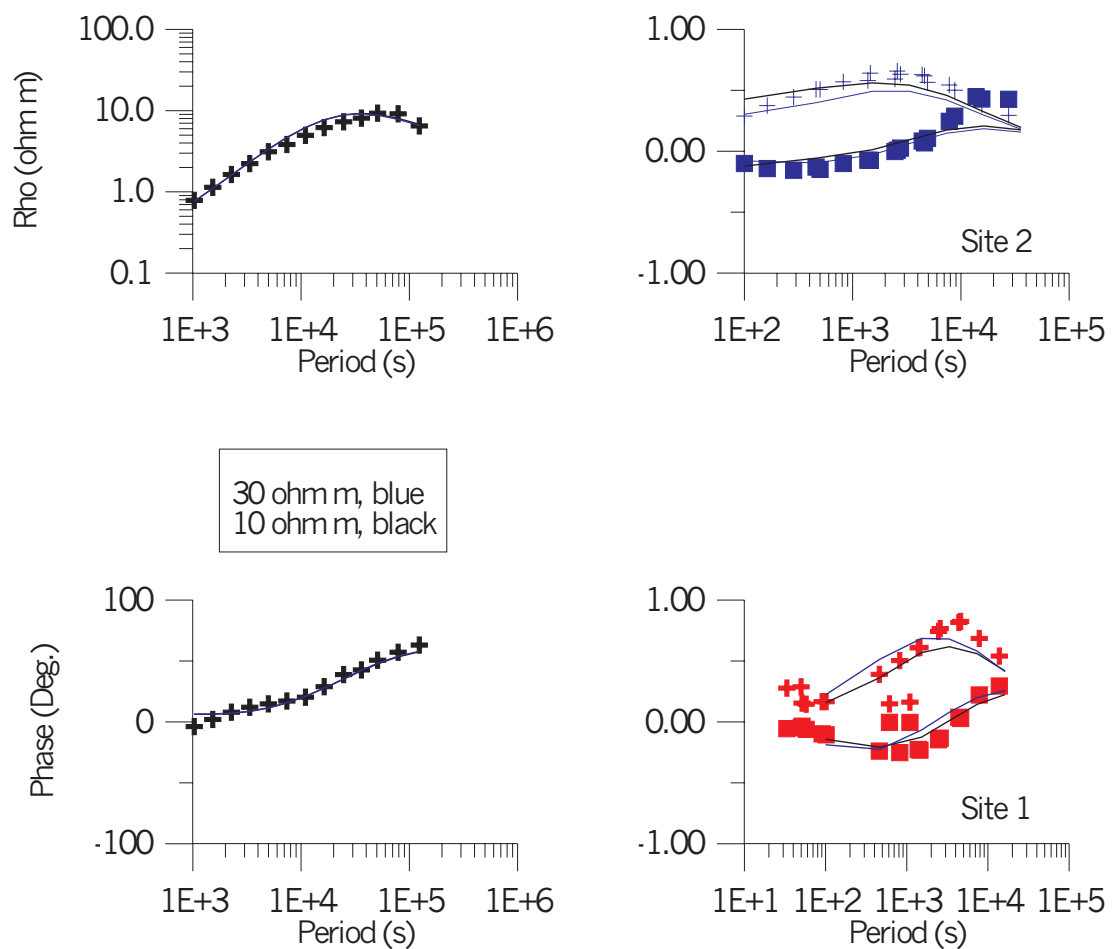 100.0
10.0
1.0
0.1
Rho (ohm m)
1E+3 1E+4 1E+5 1E+6
Period (s)
1.00
0.00
-1.00
Site 2
1E+2 1E+3 1E+4 1E+5
Period (s)
30 ohm m, blue
10 ohm m, black
100
0
-100
Phase (Deg.)
1E+3 1E+4 1E+5 1E+6
Period (s)
1.00
0.00
-1.00
Site 1
1E+1 1E+2 1E+3 1E+4 1E+5
Period (s)